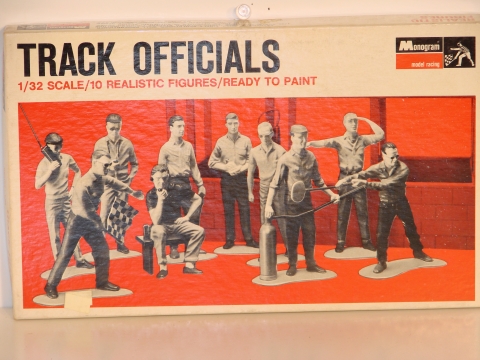 TRACK OFFICIALS
1/32 SCALE/10 REALISTIC FIGURES/READY TO PAINT
Monogram
model racing